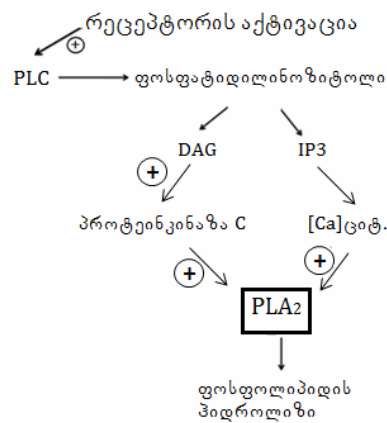 რეცეპტორის აქტივაცია
+
PLC
ფოსფატიდილინოზიტოლი
DAG
IP3
+
პროტეინკინაზა C
[Ca]ციტ.
+
+
PLA2
ფოსფოლიპიდის
ჰიდროლიზი